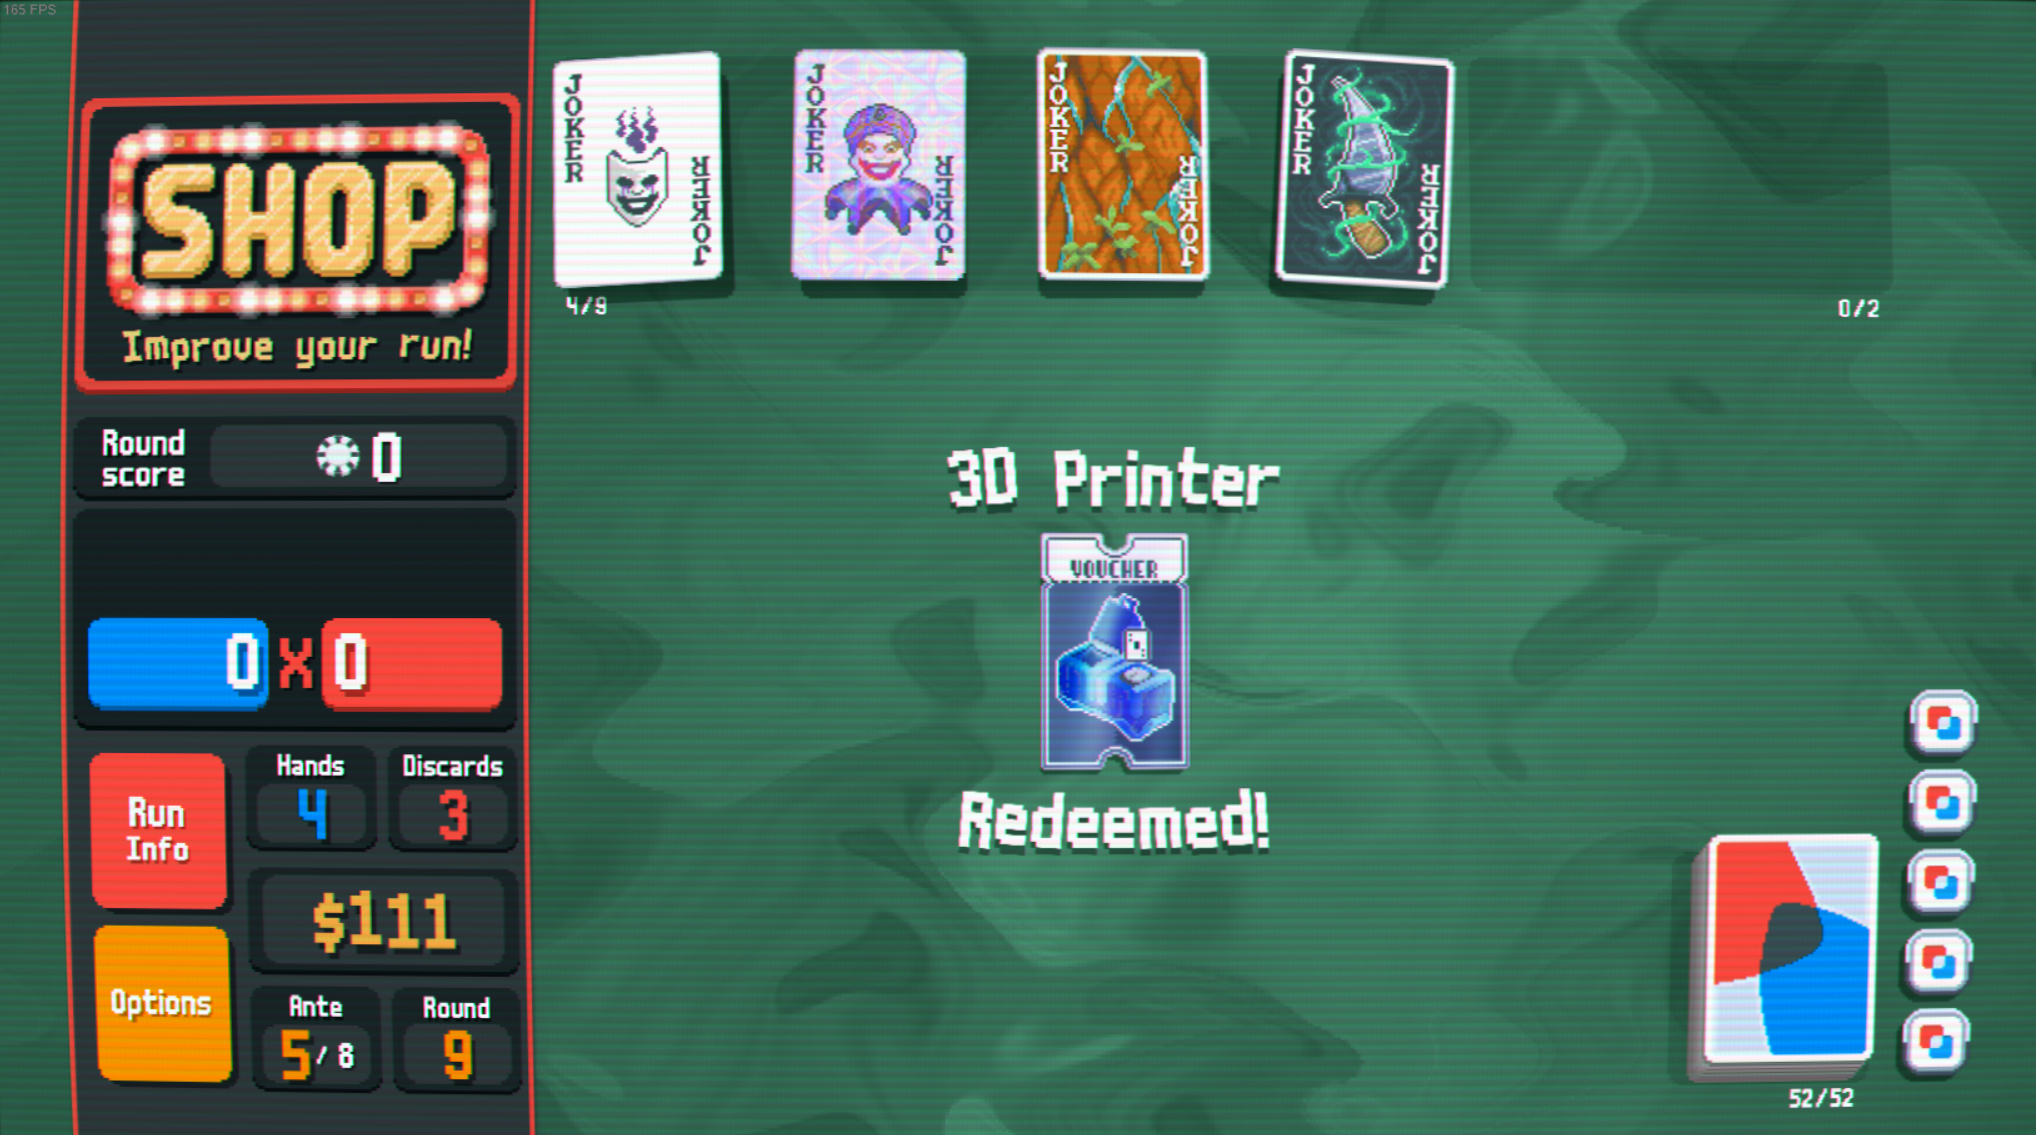 165 FPS
SHOP
Improve your run!
Round
score
0
0 X 0
Run
Info
Hands
4
Discards
3
$111
Options
Ante
5 / 8
Round
9
JOKER
JOKER
JOKER
JOKER
JOKER
JOKER
JOKER
JOKER
4/9
0/2
3D Printer
VOUCHER
Redeemed!
52/52